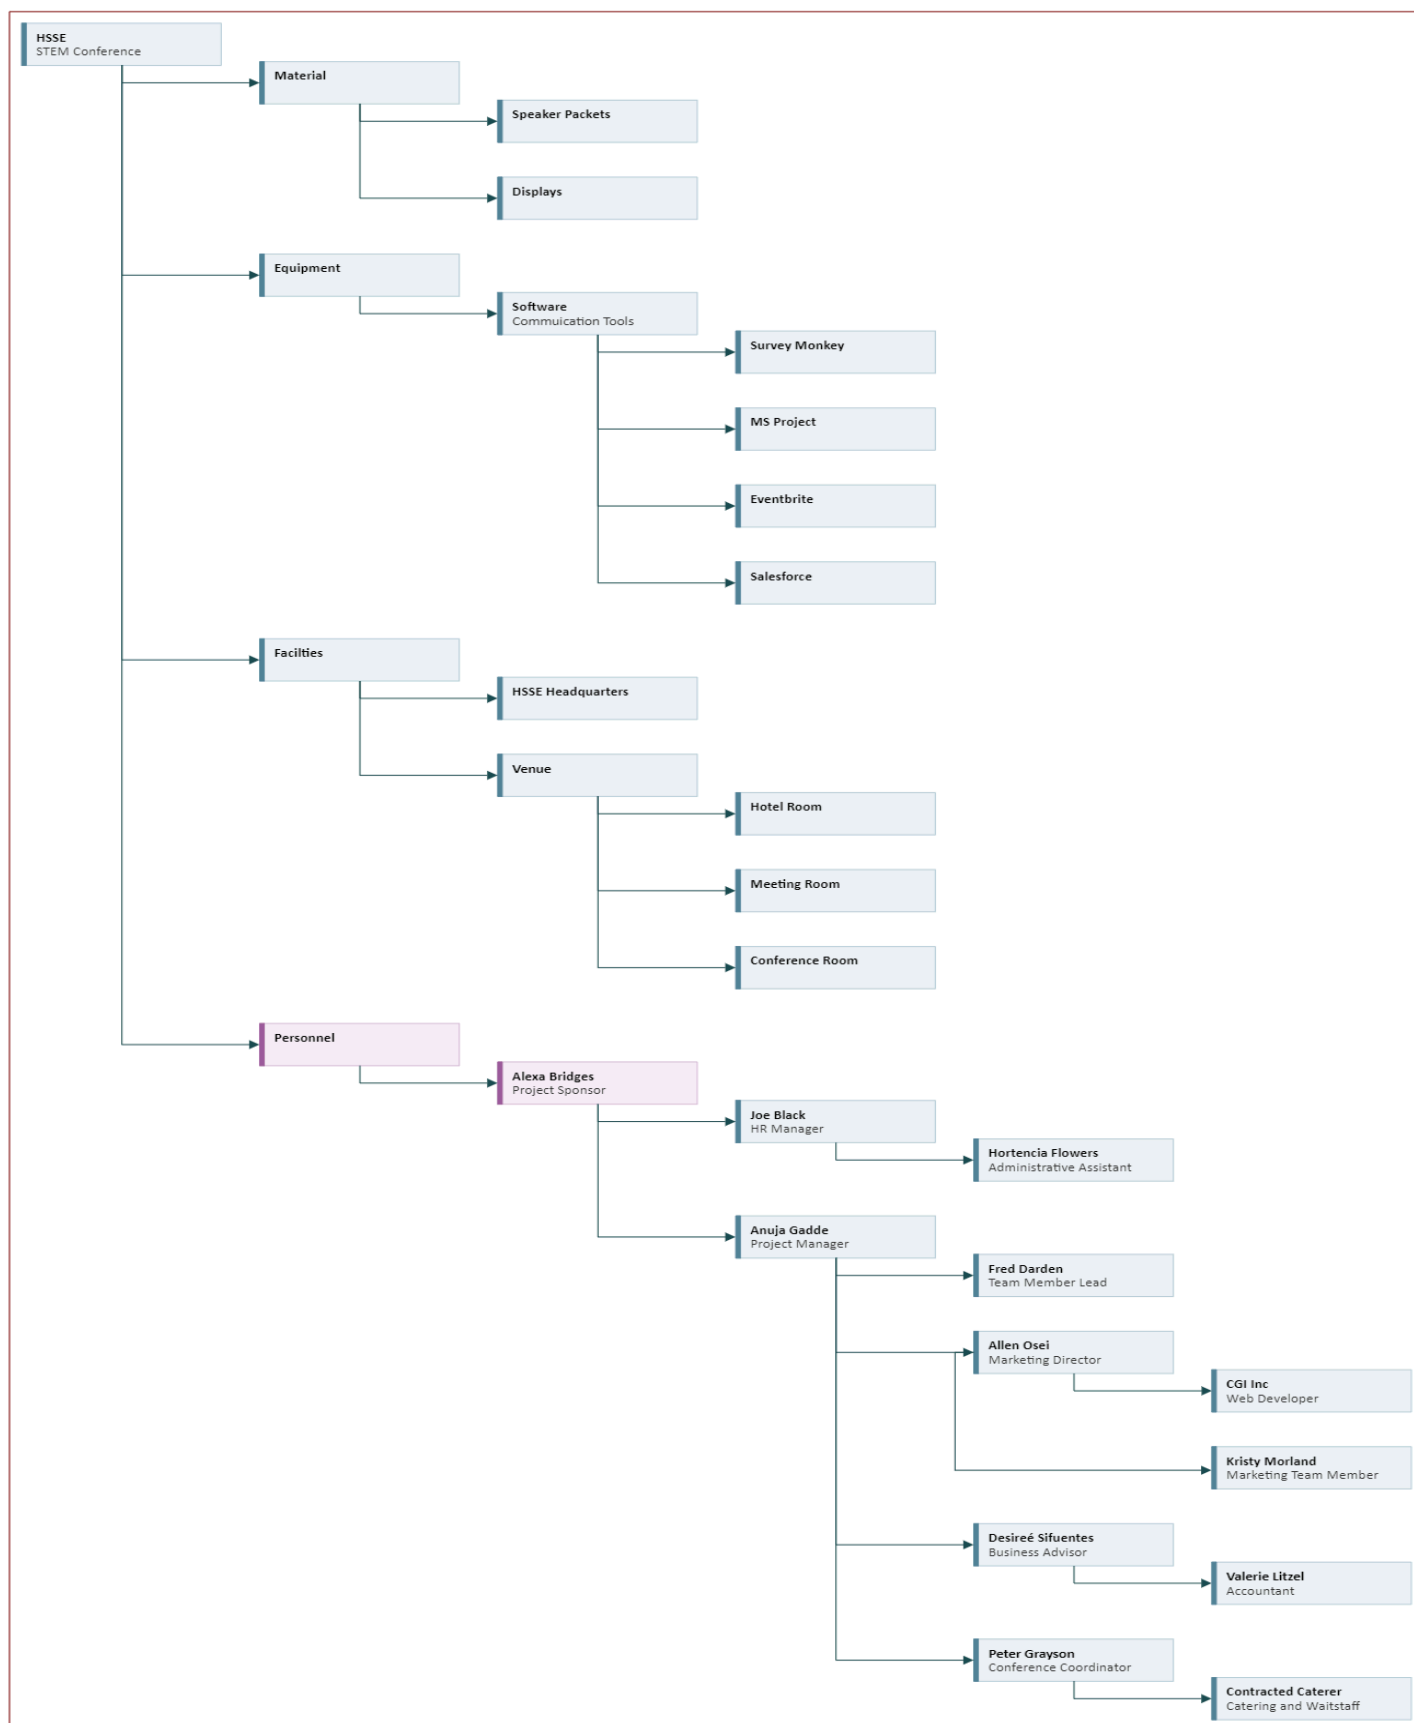 HSSE
STEM Conference
Material
Speaker Packets
Displays
Equipment
Software
Commuication Tools
Survey Monkey
MS Project
Eventbrite
Salesforce
Facilties
HSSE Headquarters
Venue
Hotel Room
Meeting Room
Conference Room
Personnel
Alexa Bridges
Project Sponsor
Joe Black
HR Manager
Hortencia Flowers
Administrative Assistant
Anuja Gadde
Project Manager
Fred Darden
Team Member Lead
Allen Osei
Marketing Director
CGI Inc
Web Developer
Kristy Morland
Marketing Team Member
Desireé Sifuentes
Business Advisor
Valerie Litzel
Accountant
Peter Grayson
Conference Coordinator
Contracted Caterer
Catering and Waitstaff